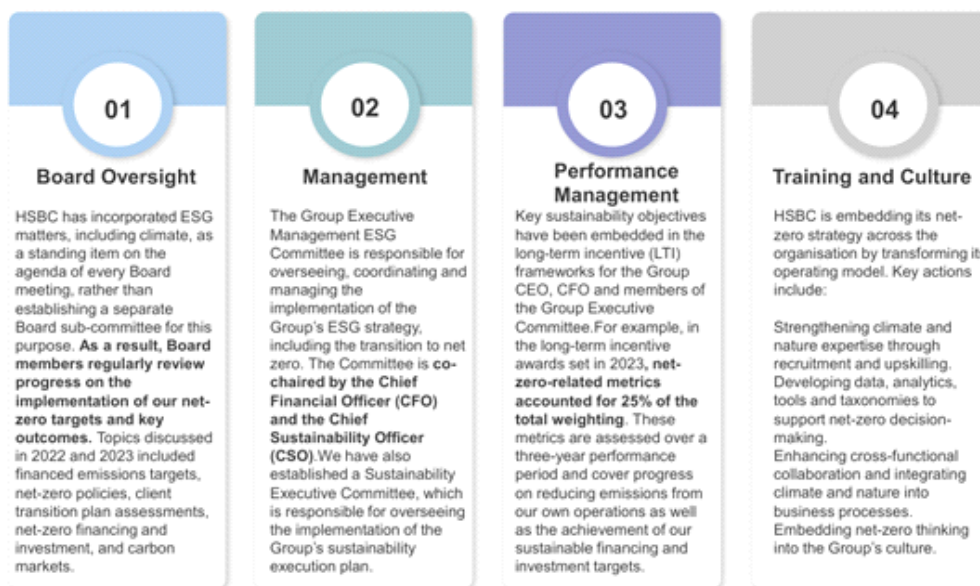 01
Board Oversight
HSBC has incorporated ESG
matters, including climate, as
a standing item on the
agenda of every Board
meeting, rather than
establishing a separate
Board sub-committee for this
purpose. As a result, Board
members regularly review
progress on the
implementation of our net-
zero targets and key
outcomes. Topics discussed
in 2022 and 2023 included
financed emissions targets,
net-zero policies, client
transition plan assessments,
net-zero financing and
investment, and carbon
markets.
02
Management
The Group Executive
Management ESG
Committee is responsible for
overseeing, coordinating and
managing the
implementation of the
Group's ESG strategy,
including the transition to net
zero. The Committee is co-
chaired by the Chief
Financial Officer (CFO)
and the Chief
Sustainability Officer
(CSO).We have also
established a Sustainability
Executive Committee, which
is responsible for overseeing
the implementation of the
Group's sustainability
execution plan.
03
Performance
Management
Key sustainability objectives
have been embedded in the
long-term incentive (LTI)
frameworks for the Group
CEO, CFO and members of
the Group Executive
Committee.For example, in
the long-term incentive
awards set in 2023, net-
zero-related metrics
accounted for 25% of the
total weighting. These
metrics are assessed over a
three-year performance
period and cover progress
on reducing emissions from
our own operations as well
as the achievement of our
sustainable financing and
investment targets.
04
Training and Culture
HSBC is embedding its net-
zero strategy across the
organisation by transforming
operating model. Key actions
include:
Strengthening climate and
nature expertise through
recruitment and upskilling.
Developing data, analytics,
tools and taxonomies to
support net-zero decision-
making.
Enhancing cross-functional
collaboration and integrating
climate and nature into
business processes.
Embedding net-zero thinking
into the Group's culture.